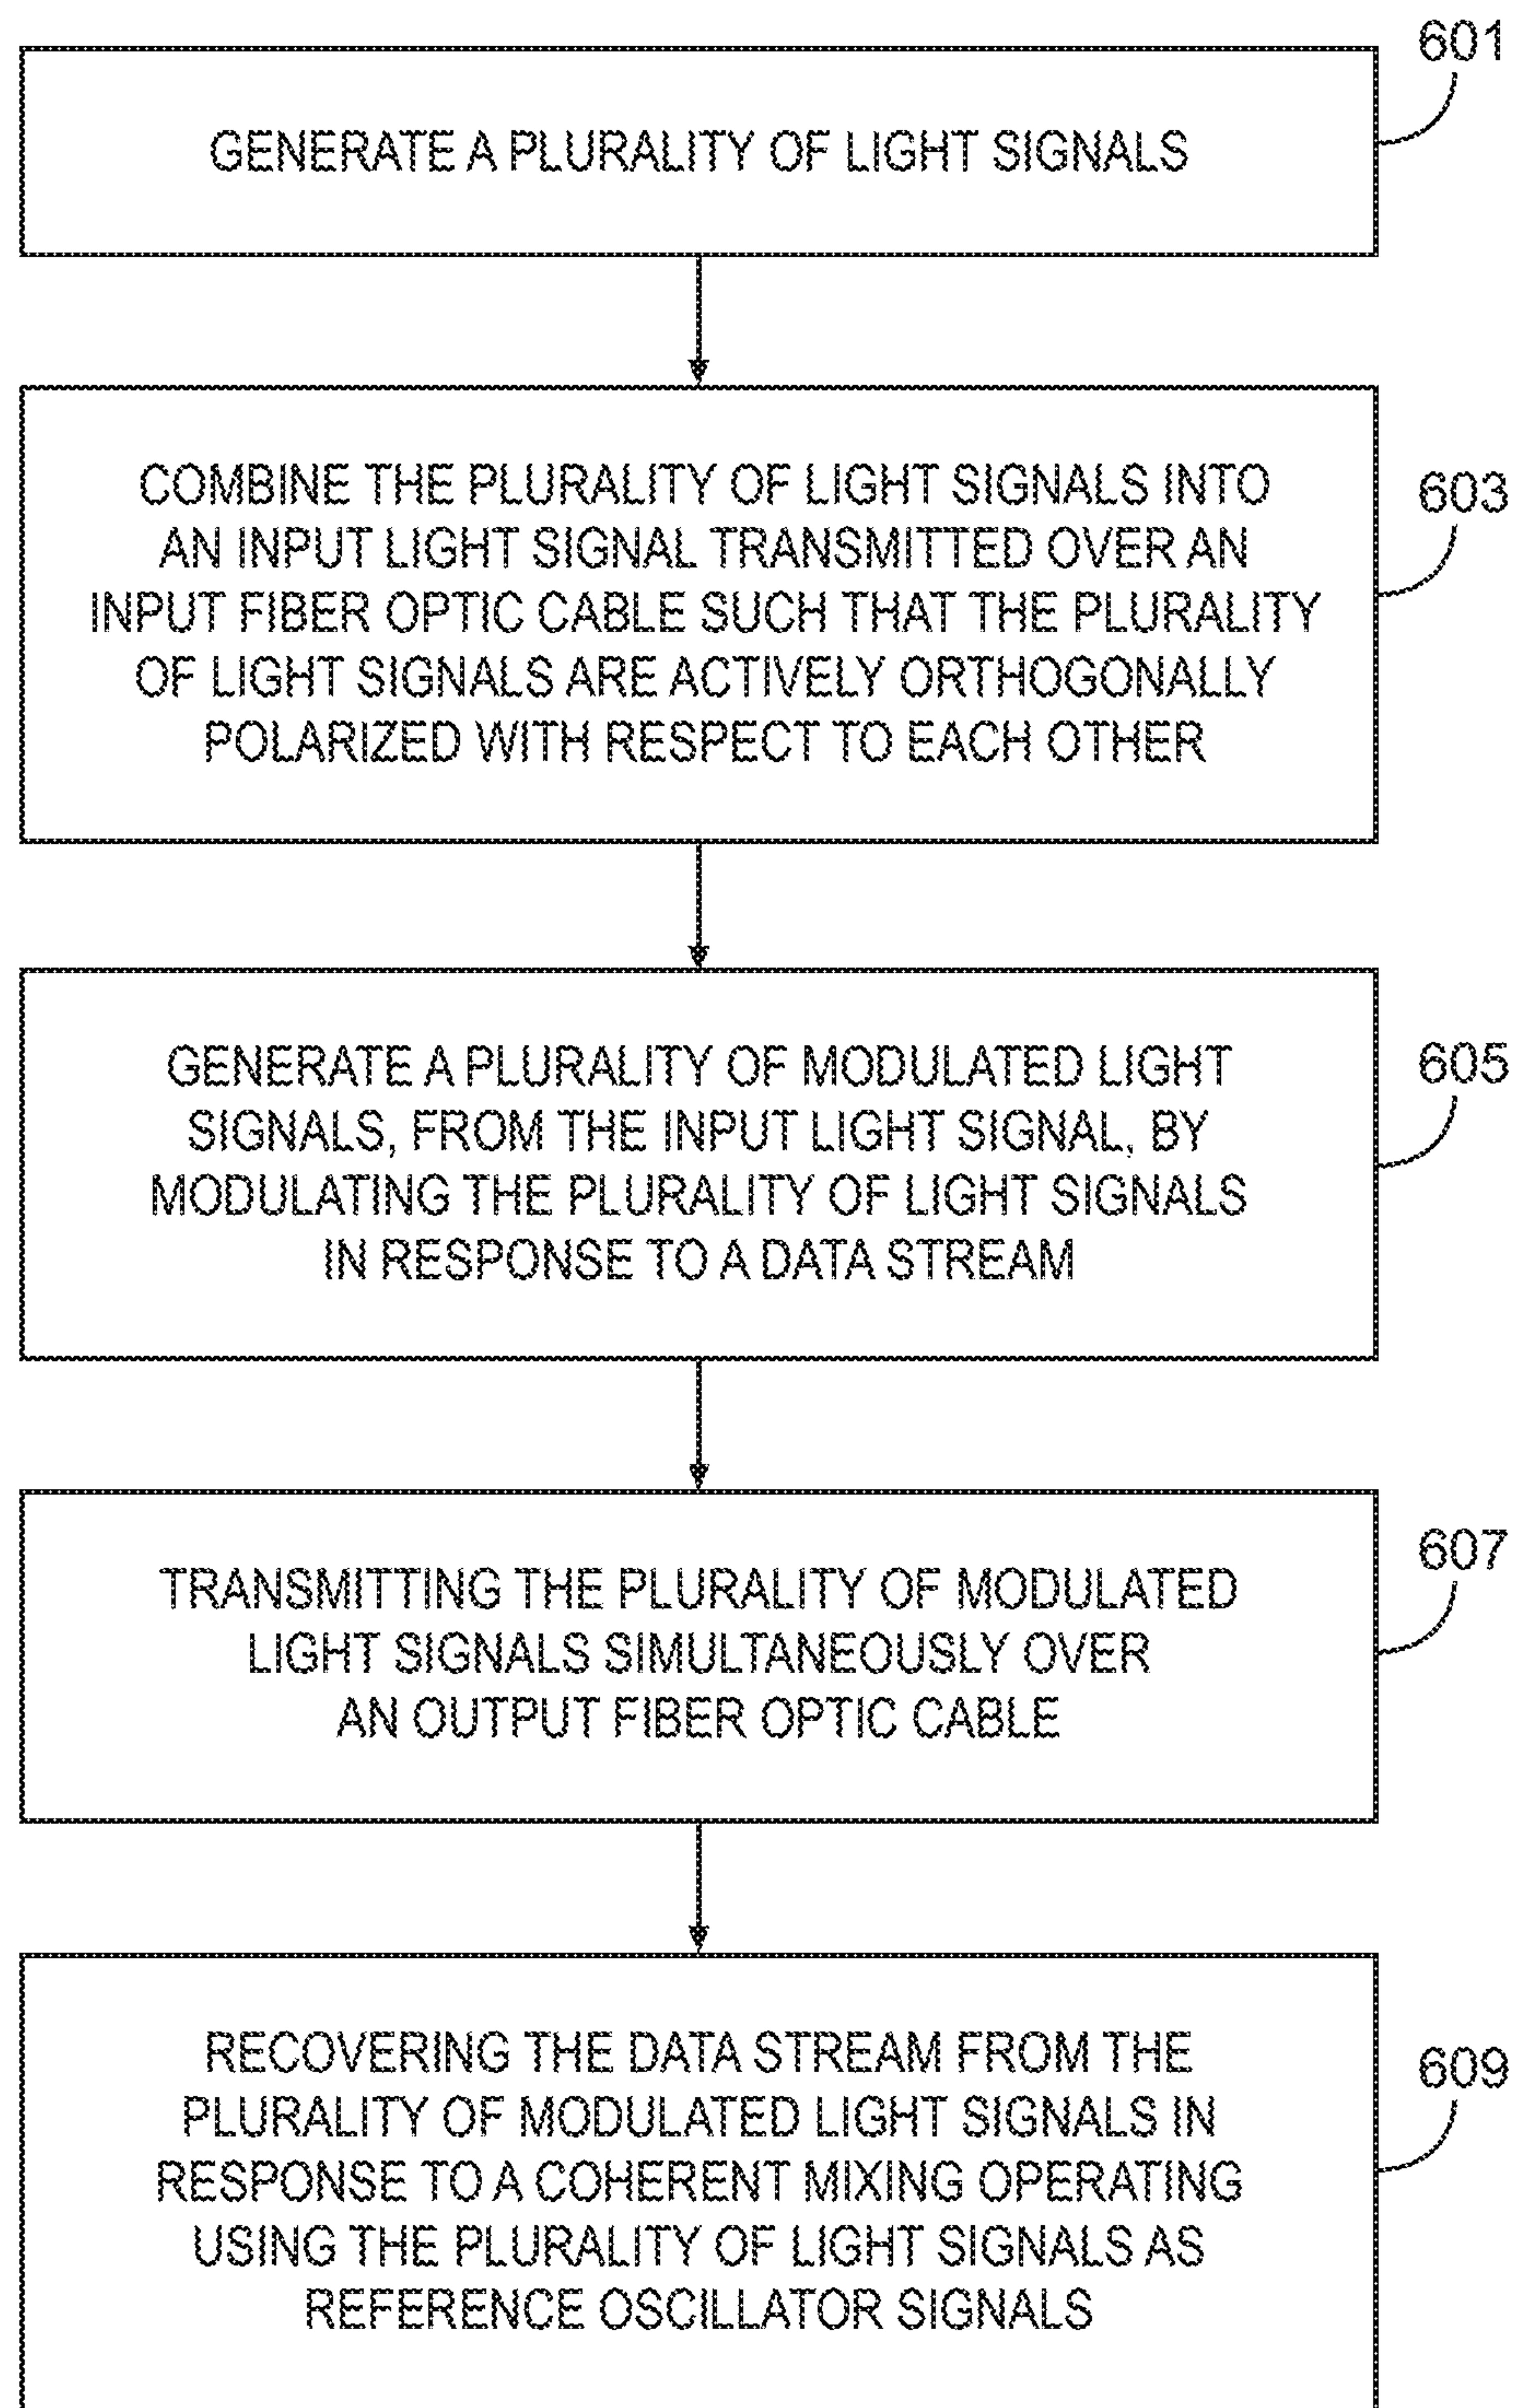 601
GENERATE A PLURALITY OF LIGHT SIGNALS
603
COMBINE THE PLURALITY OF LIGHT SIGNALS INTO
AN INPUT LIGHT SIGNAL TRANSMITTED OVER AN
INPUT FIBER OPTIC CABLE SUCH THAT THE PLURALITY
OF LIGHT SIGNALS ARE ACTIVELY ORTHOGONALLY
POLARIZED WITH RESPECT TO EACH OTHER
605
GENERATE A PLURALITY OF MODULATED LIGHT
SIGNALS, FROM THE INPUT LIGHT SIGNAL, BY
MODULATING THE PLURALITY OF LIGHT SIGNALS
IN RESPONSE TO A DATA STREAM
607
TRANSMITTING THE PLURALITY OF MODULATED
LIGHT SIGNALS SIMULTANEOUSLY OVER
AN OUTPUT FIBER OPTIC CABLE
609
RECOVERING THE DATA STREAM FROM THE
PLURALITY OF MODULATED LIGHT SIGNALS IN
RESPONSE TO A COHERENT MIXING OPERATING
USING THE PLURALITY OF LIGHT SIGNALS AS
REFERENCE OSCILLATOR SIGNALS